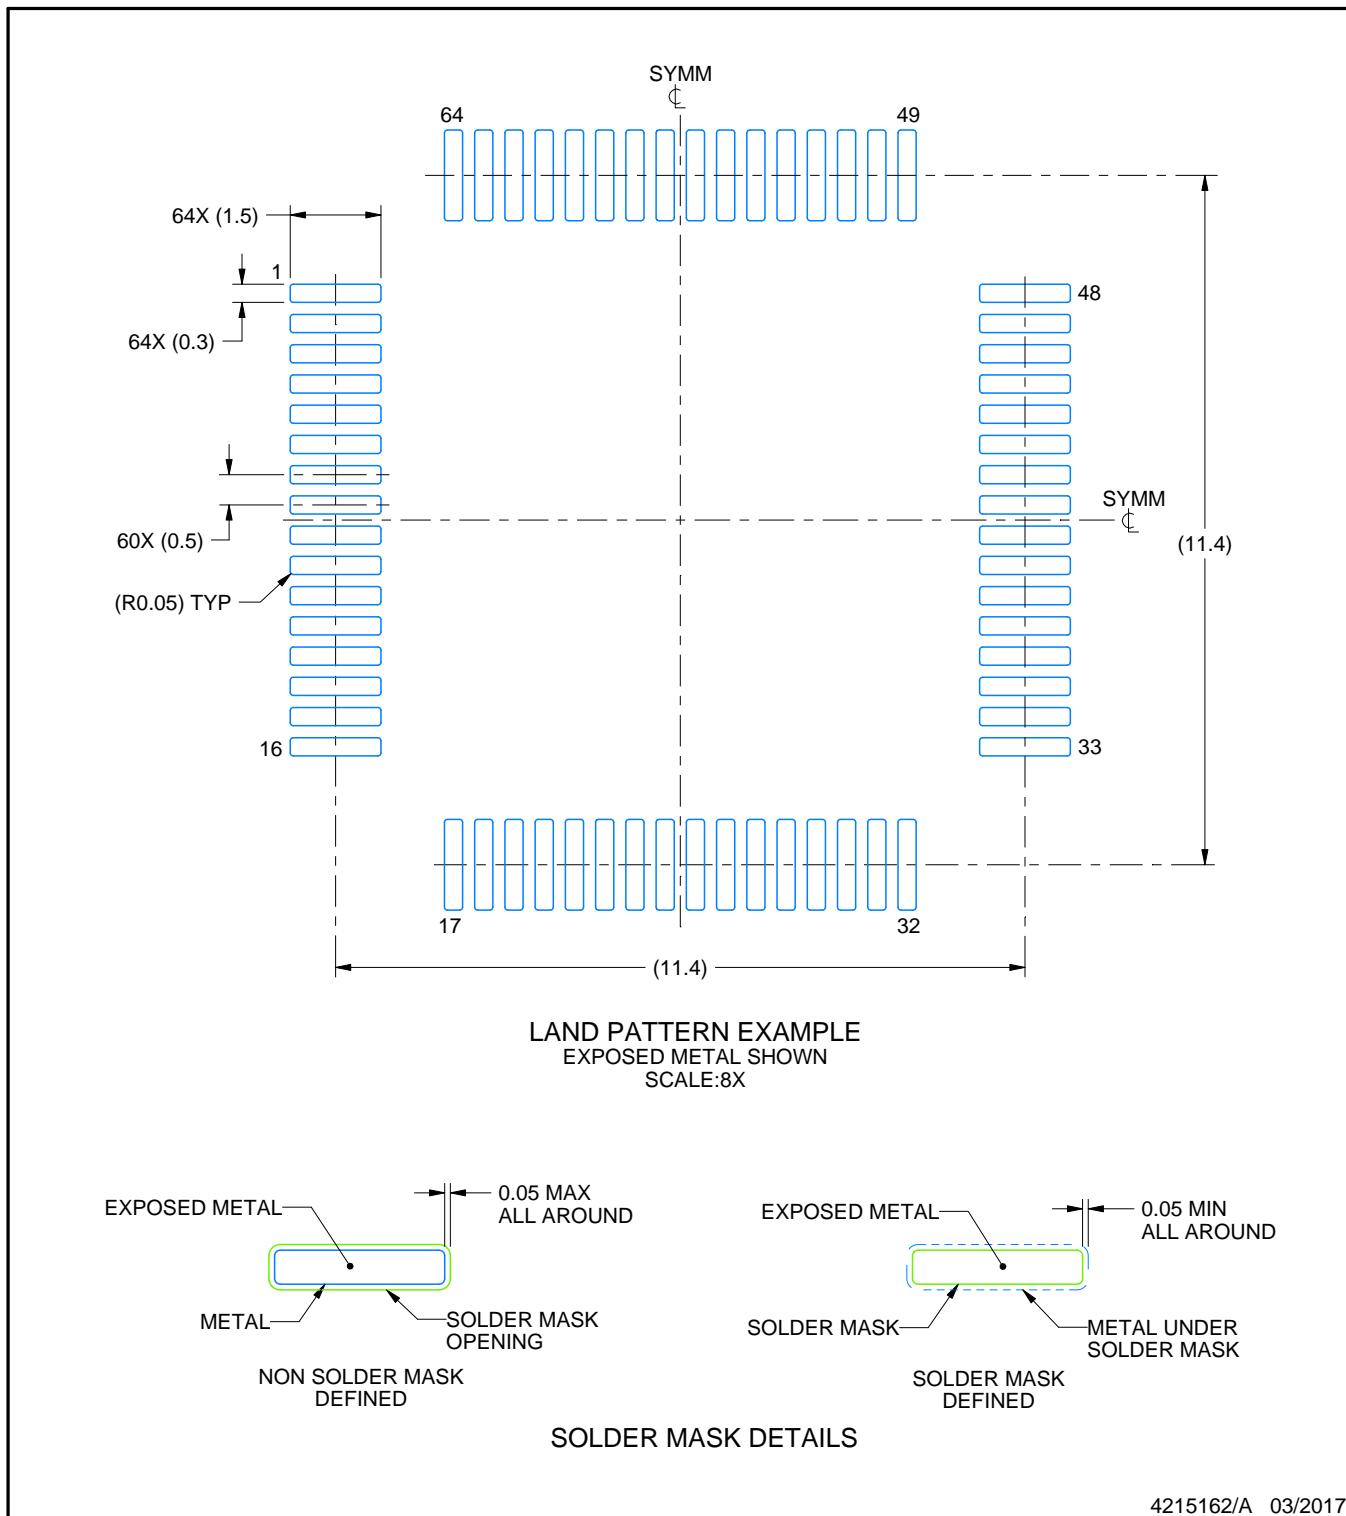 SYMM
64
49
64X (1.5)
1
48
64X (0.3)
SYMM
60X (0.5)
(11.4)
(R0.05) TYP
16
33
17
32
(11.4)
LAND PATTERN EXAMPLE
EXPOSED METAL SHOWN
SCALE:8X
EXPOSED METAL
0.05 MAX
ALL AROUND
METAL
SOLDER MASK
OPENING
NON SOLDER MASK
DEFINED
EXPOSED METAL
0.05 MIN
ALL AROUND
SOLDER MASK
METAL UNDER
SOLDER MASK
SOLDER MASK
DEFINED
SOLDER MASK DETAILS
4215162/A 03/2017